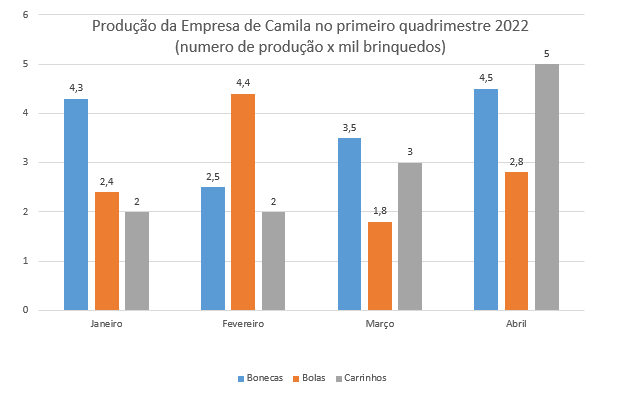 Produção da Empresa de Camila no primeiro quadrimestre 2022
(numero de produção x mil brinquedos)
6
5
4
3
2
1
0
4,3
2,4
2
2,5
4,4
2
3,5
1,8
3
4,5
2,8
5
Janeiro
Fevereiro
Março
Abril
Bonecas
Bolas
Carrinhos